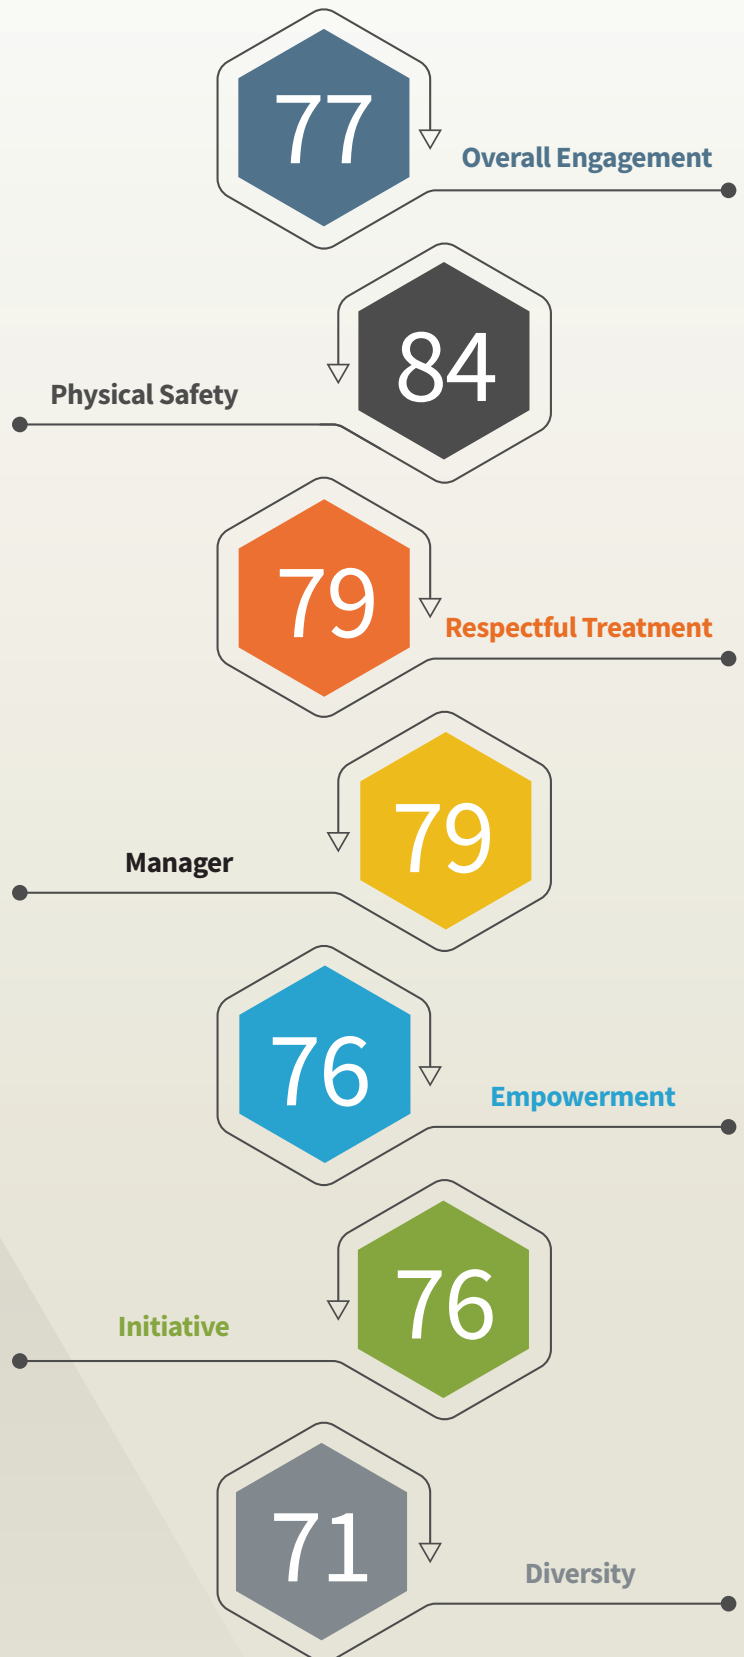 77
Overall Engagement
84
Physical Safety
79
Respectful Treatment
79
Manager
76
Empowerment
76
Initiative
71
Diversity